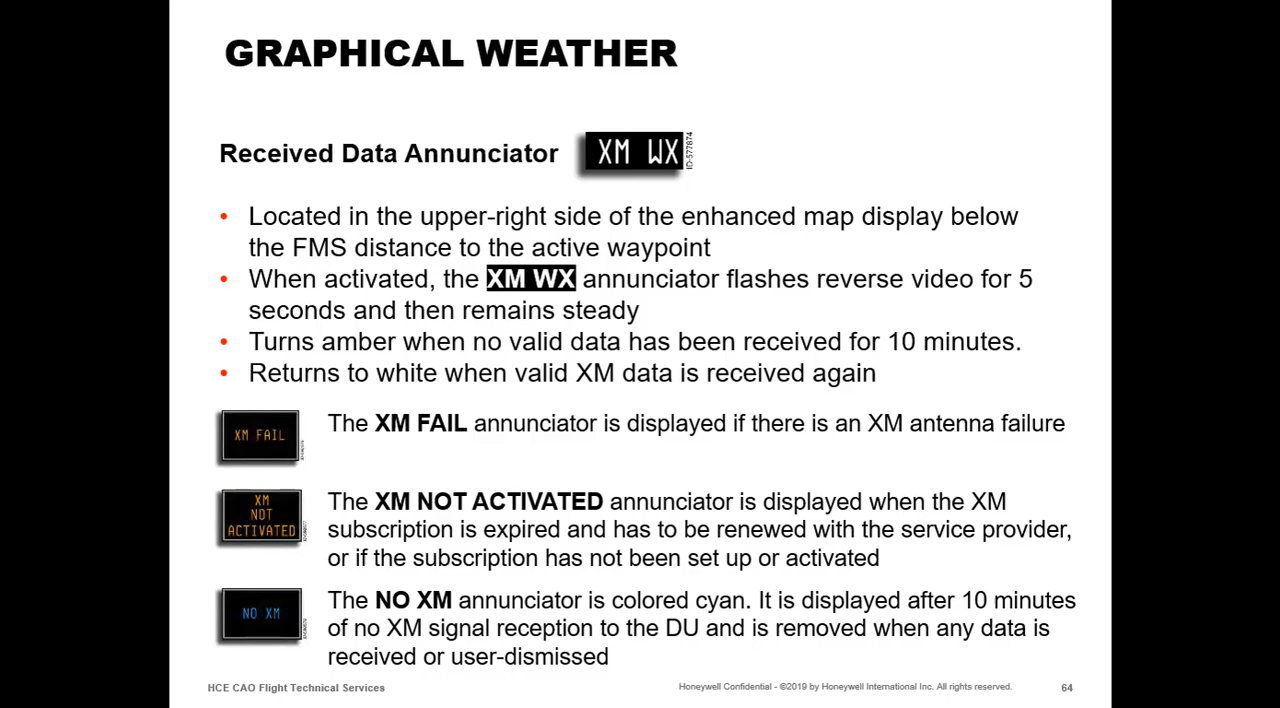 GRAPHICAL WEATHER
Received Data Annunciator
XM WX
ID-577874
• Located in the upper-right side of the enhanced map display below
the FMS distance to the active waypoint
• When activated, the XM WX annunciator flashes reverse video for 5
seconds and then remains steady
• Turns amber when no valid data has been received for 10 minutes.
• Returns to white when valid XM data is received again
XM FAIL
The XM FAIL annunciator is displayed if there is an XM antenna failure
XM
NOT
ACTIVATED
The XM NOT ACTIVATED annunciator is displayed when the XM
subscription is expired and has to be renewed with the service provider,
or if the subscription has not been set up or activated
NO XM
The NO XM annunciator is colored cyan. It is displayed after 10 minutes
of no XM signal reception to the DU and is removed when any data is
received or user-dismissed
HCE CAO Flight Technical Services
Honeywell Confidential - ©2019 by Honeywell International Inc. All rights reserved.
64